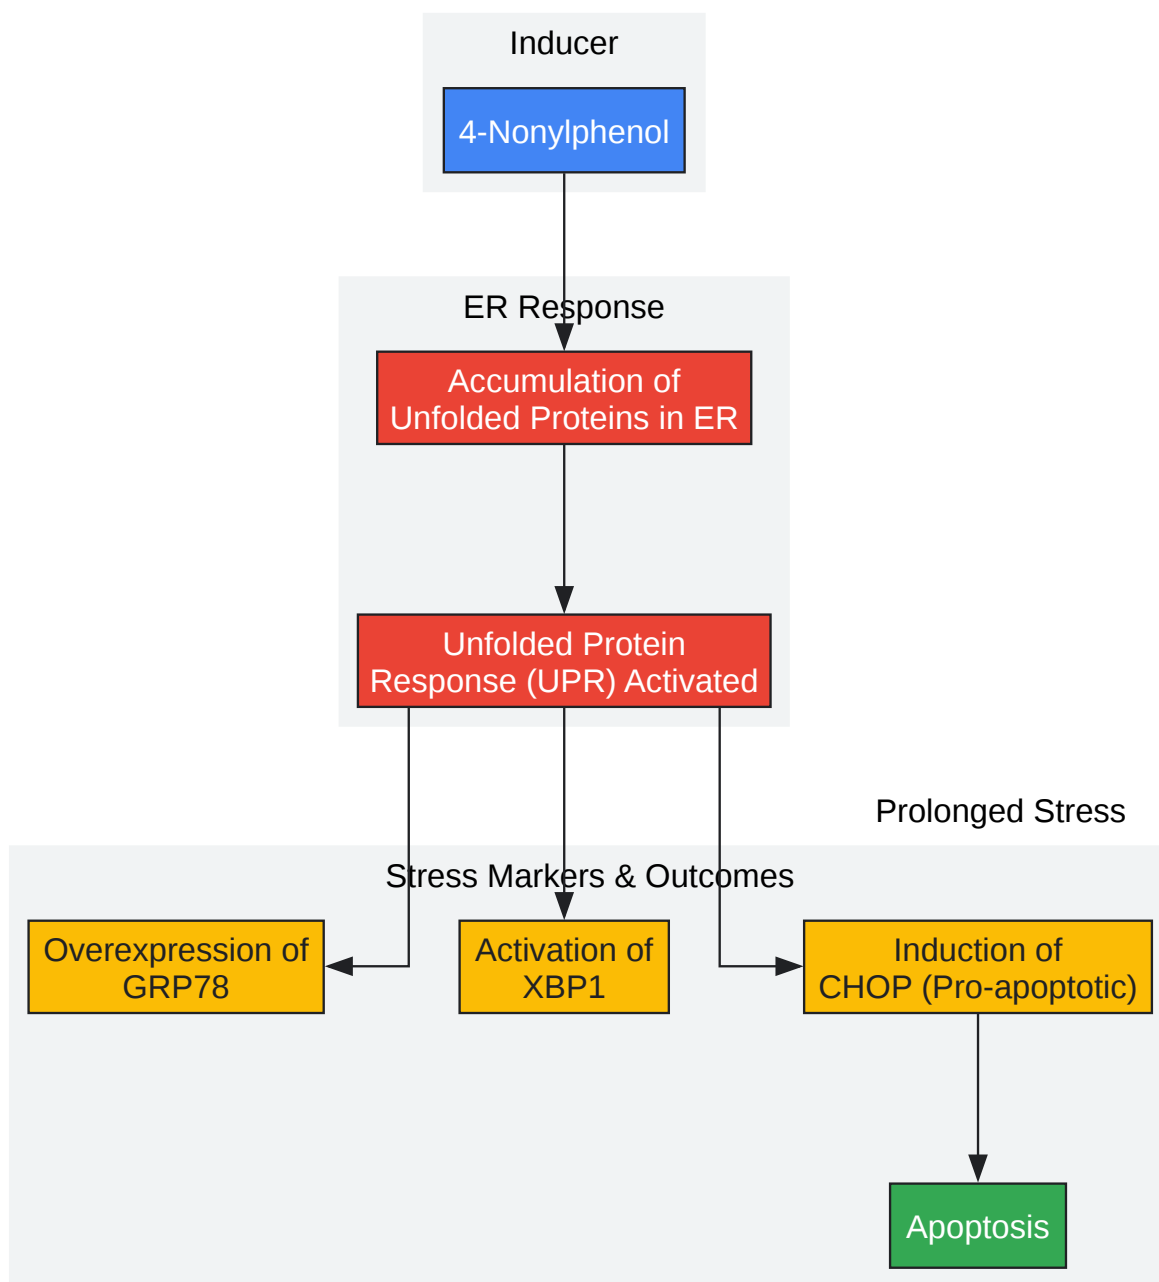 Inducer
4-Nonylphenol
ER Response
Accumulation of
Unfolded Proteins in ER
Unfolded Protein
Response (UPR) Activated
Prolonged Stress
Stress Markers & Outcomes
Overexpression of
GRP78
Activation of
XBP1
Induction of
CHOP (Pro-apoptotic)
Apoptosis